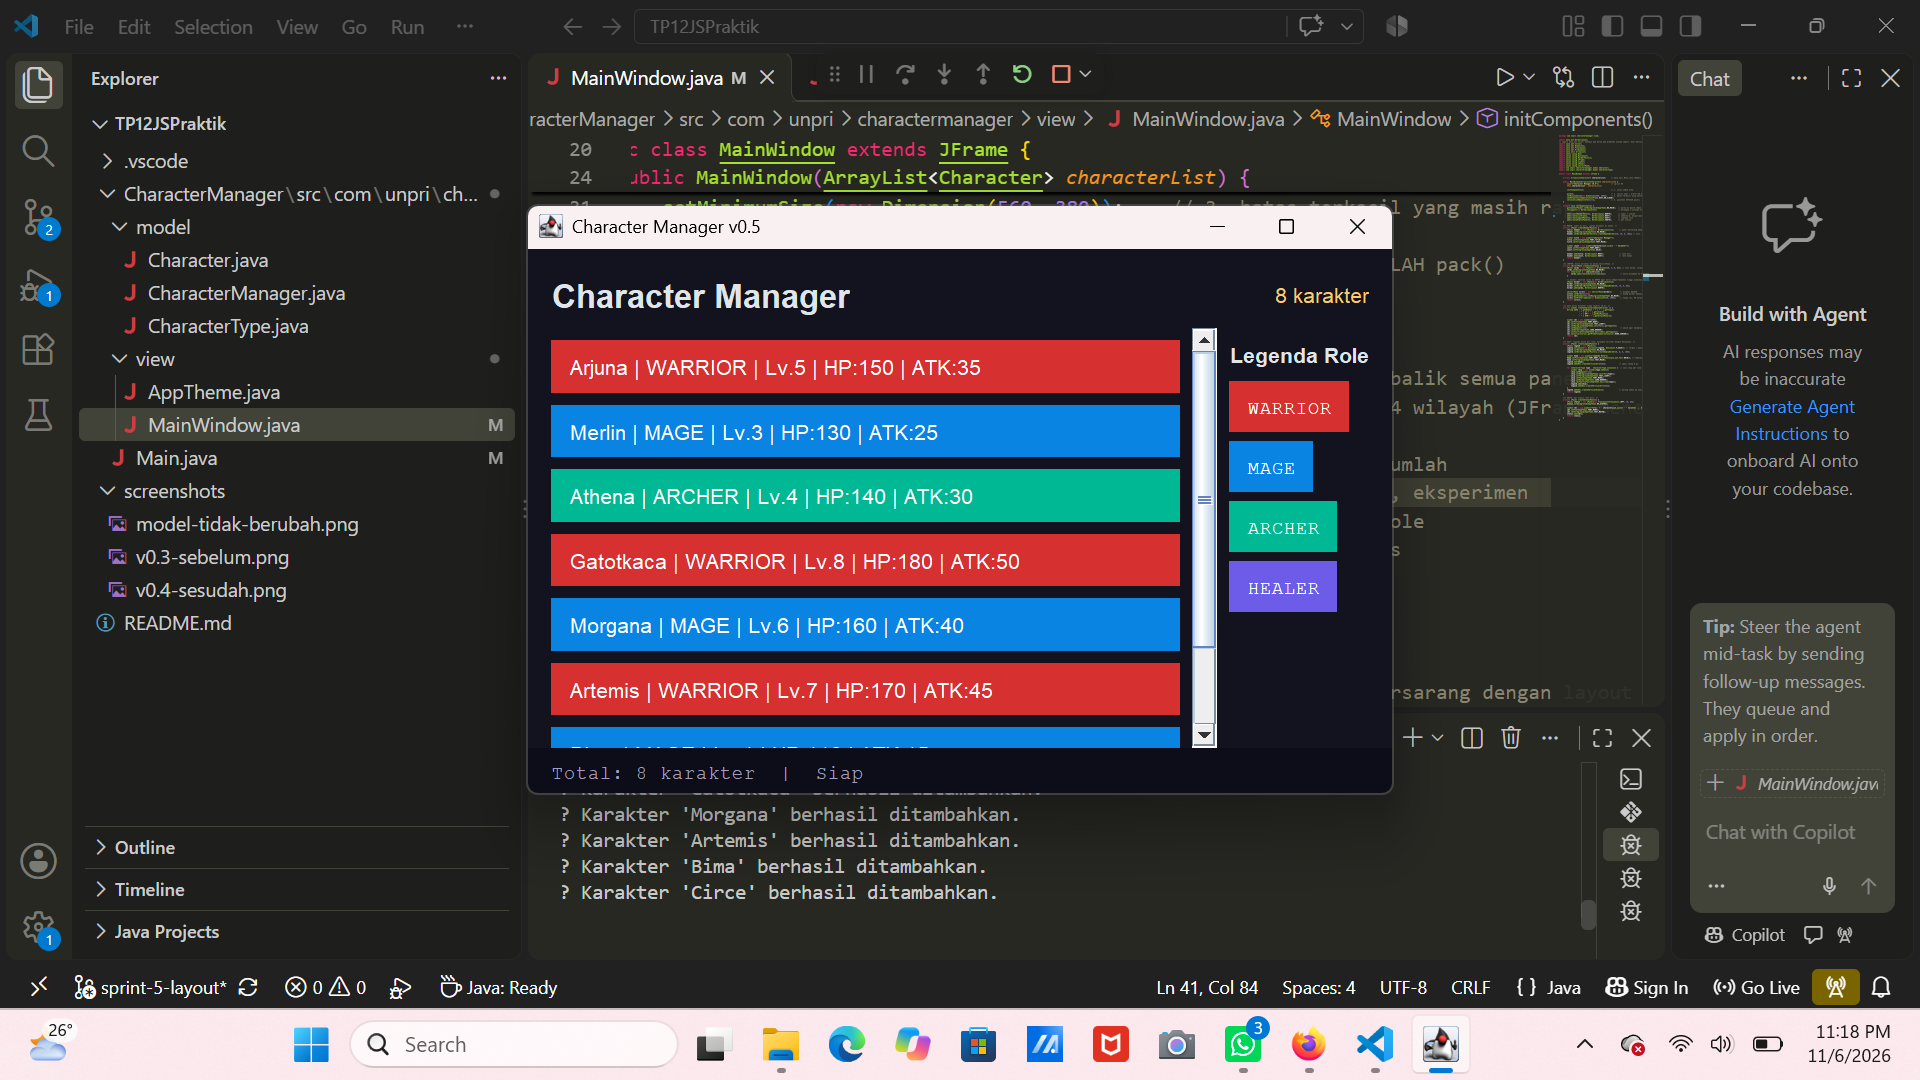 File Edit Selection View Go Run ···
TP12JSPraktik
Explorer
TP12JSPraktik
.vscode
CharacterManager\src\com\unpri\ch...
model
Character.java
CharacterManager.java
CharacterType.java
view
AppTheme.java
MainWindow.java M
Main.java M
screenshots
model-tidak-berubah.png
v0.3-sebelum.png
v0.4-sesudah.png
README.md
Outline
Timeline
Java Projects
2
1
1
MainWindow.java M
racterManager > src > com > unpri > charactermanager > view > MainWindow.java > MainWindow > initComponents()
20 c class MainWindow extends JFrame {
24 ublic MainWindow(ArrayList<Character> characterList) {
yang masih
LAH pack()
balik semua
4 wilayah
umlah
, eksperimen
ole
s
rsarang dengan layout
Character Manager v0.5
Character Manager
8 karakter
Arjuna | WARRIOR | Lv.5 | HP:150 | ATK:35
Merlin | MAGE | Lv.3 | HP:130 | ATK:25
Athena | ARCHER | Lv.4 | HP:140 | ATK:30
Gatotkaca | WARRIOR | Lv.8 | HP:180 | ATK:50
Morgana | MAGE | Lv.6 | HP:160 | ATK:40
Artemis | WARRIOR | Lv.7 | HP:170 | ATK:45
Legenda Role
WARRIOR
MAGE
ARCHER
HEALER
Total: 8 karakter | Siap
? Karakter 'Morgana' berhasil ditambahkan.
? Karakter 'Artemis' berhasil ditambahkan.
? Karakter 'Bima' berhasil ditambahkan.
? Karakter 'Circe' berhasil ditambahkan.
Chat
Build with Agent
AI responses may
be inaccurate
Generate Agent
Instructions to
onboard AI onto
your codebase.
Tip: Steer the agent
mid-task by sending
follow-up messages.
They queue and
apply in order.
MainWindow.jav
Chat with Copilot
Copilot
sprint-5-layout* 0 0 Java: Ready
Ln 41, Col 84 Spaces: 4 UTF-8 CRLF { } Java Sign In Go Live
26°
Search
3
11:18 PM
11/6/2026